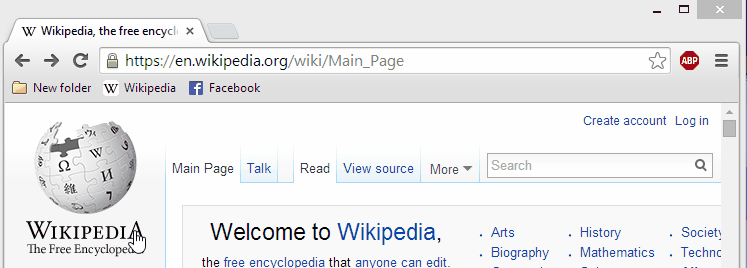 Wikipedia, the free encycl
https://en.wikipedia.org/wiki/Main_Page
ABP
New folder Wikipedia Facebook
Create account Log in
Main Page Talk Read View source More Search
WIKIPEDIA
The Free Encycloped
Welcome to Wikipedia,
the free encyclopedia that anyone can edit.
Arts History Society
Biography Mathematics Techno